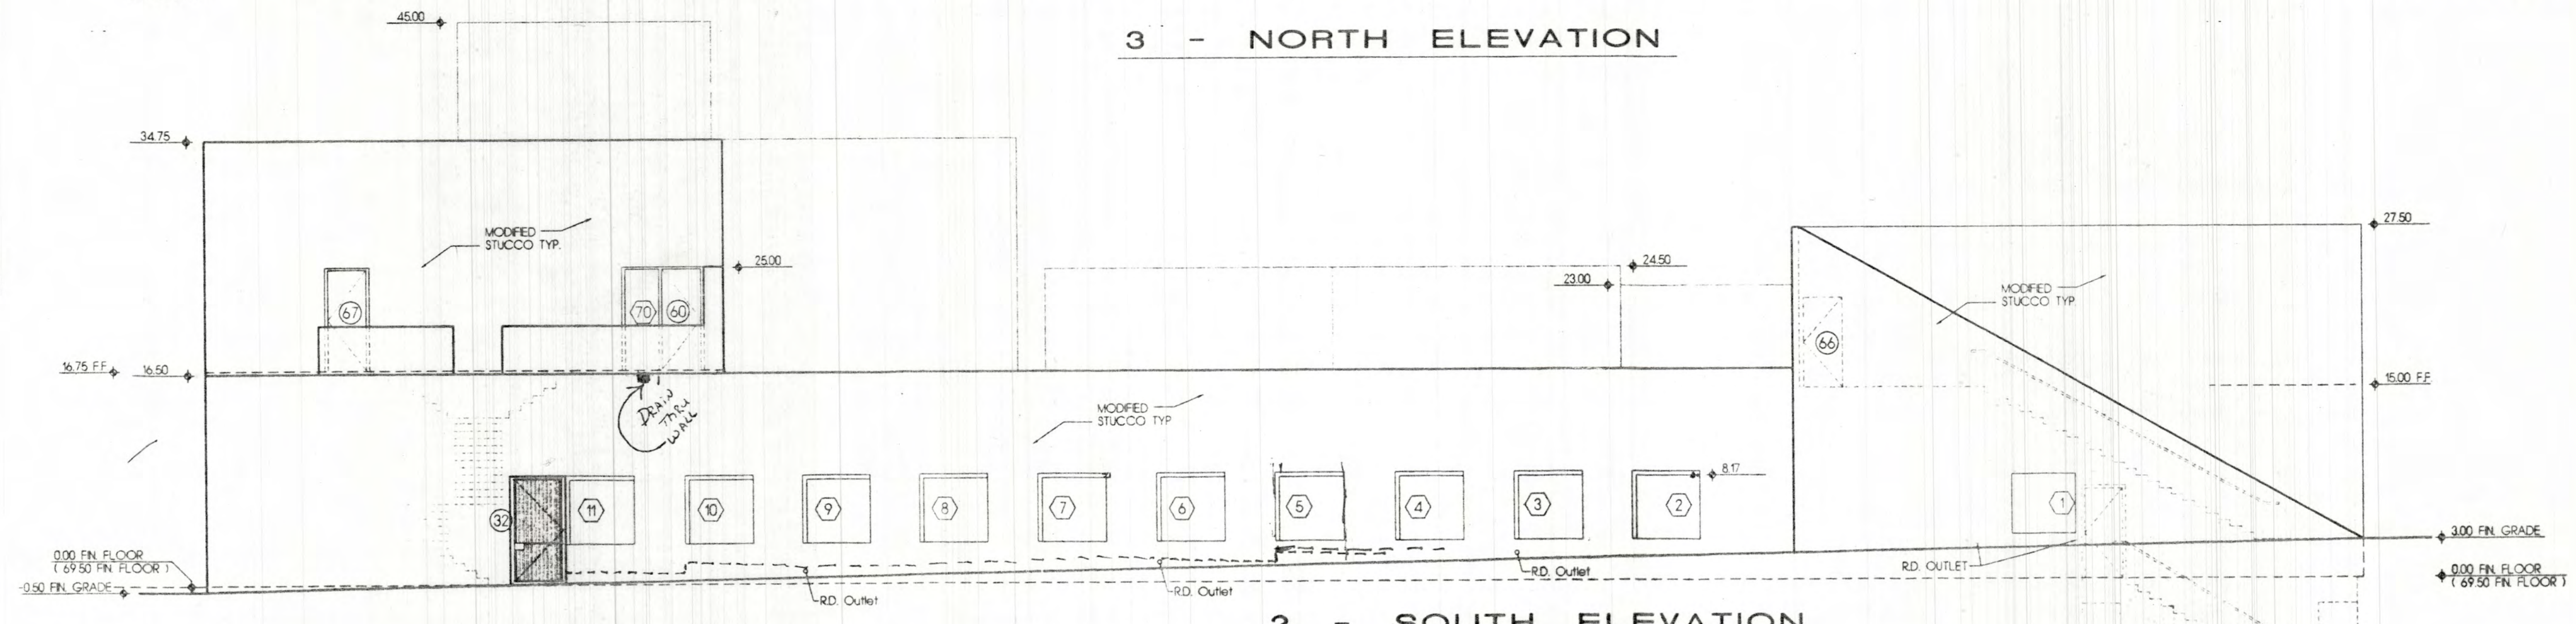 45.00
3 - NORTH ELEVATION
34.75
27.50
MODIFIED
STUCCO TYP.
25.00
24.50
23.00
MODIFIED
STUCCO TYP
67
70
60
66
16.75 F.F.
16.50
15.00 F.F
DRAIN
THRU
WALL
MODIFIED
STUCCO TYP
8.17
32
11
10
9
8
7
6
5
4
3
2
1
0.00 FIN. FLOOR
( 69.50 FIN. FLOOR )
-0.50 FIN. GRADE
3.00 FIN. GRADE
R.D. OUTLET
R.D. Outlet
R.D. Outlet
R.D. Outlet
0.00 FIN. FLOOR
( 69.50 FIN. FLOOR )
2 - SOUTH ELEVATION